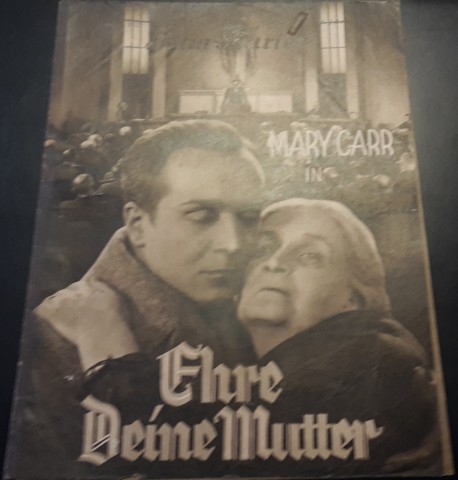 MARY CARR
IN
Ehre
Deine Mutter